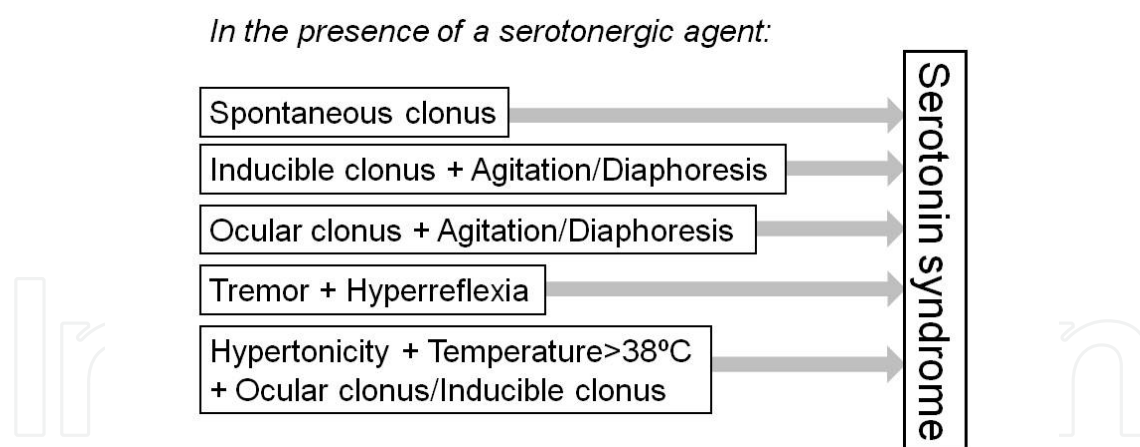 In the presence of a serotonergic agent:
Spontaneous clonus
Inducible clonus + Agitation/Diaphoresis
Ocular clonus + Agitation/Diaphoresis
Tremor + Hyperreflexia
Hypertonicity + Temperature>38ºC
+ Ocular clonus/Inducible clonus
Serotonin syndrome